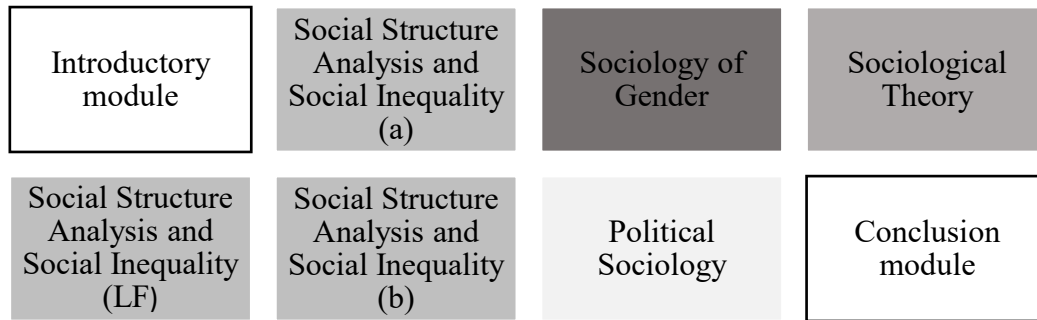 Introductory
module
Social Structure
Analysis and
Social Inequality
(a)
Sociology of
Gender
Sociological
Theory
Social Structure
Analysis and
Social Inequality
(LF)
Social Structure
Analysis and
Social Inequality
(b)
Political
Sociology
Conclusion
module